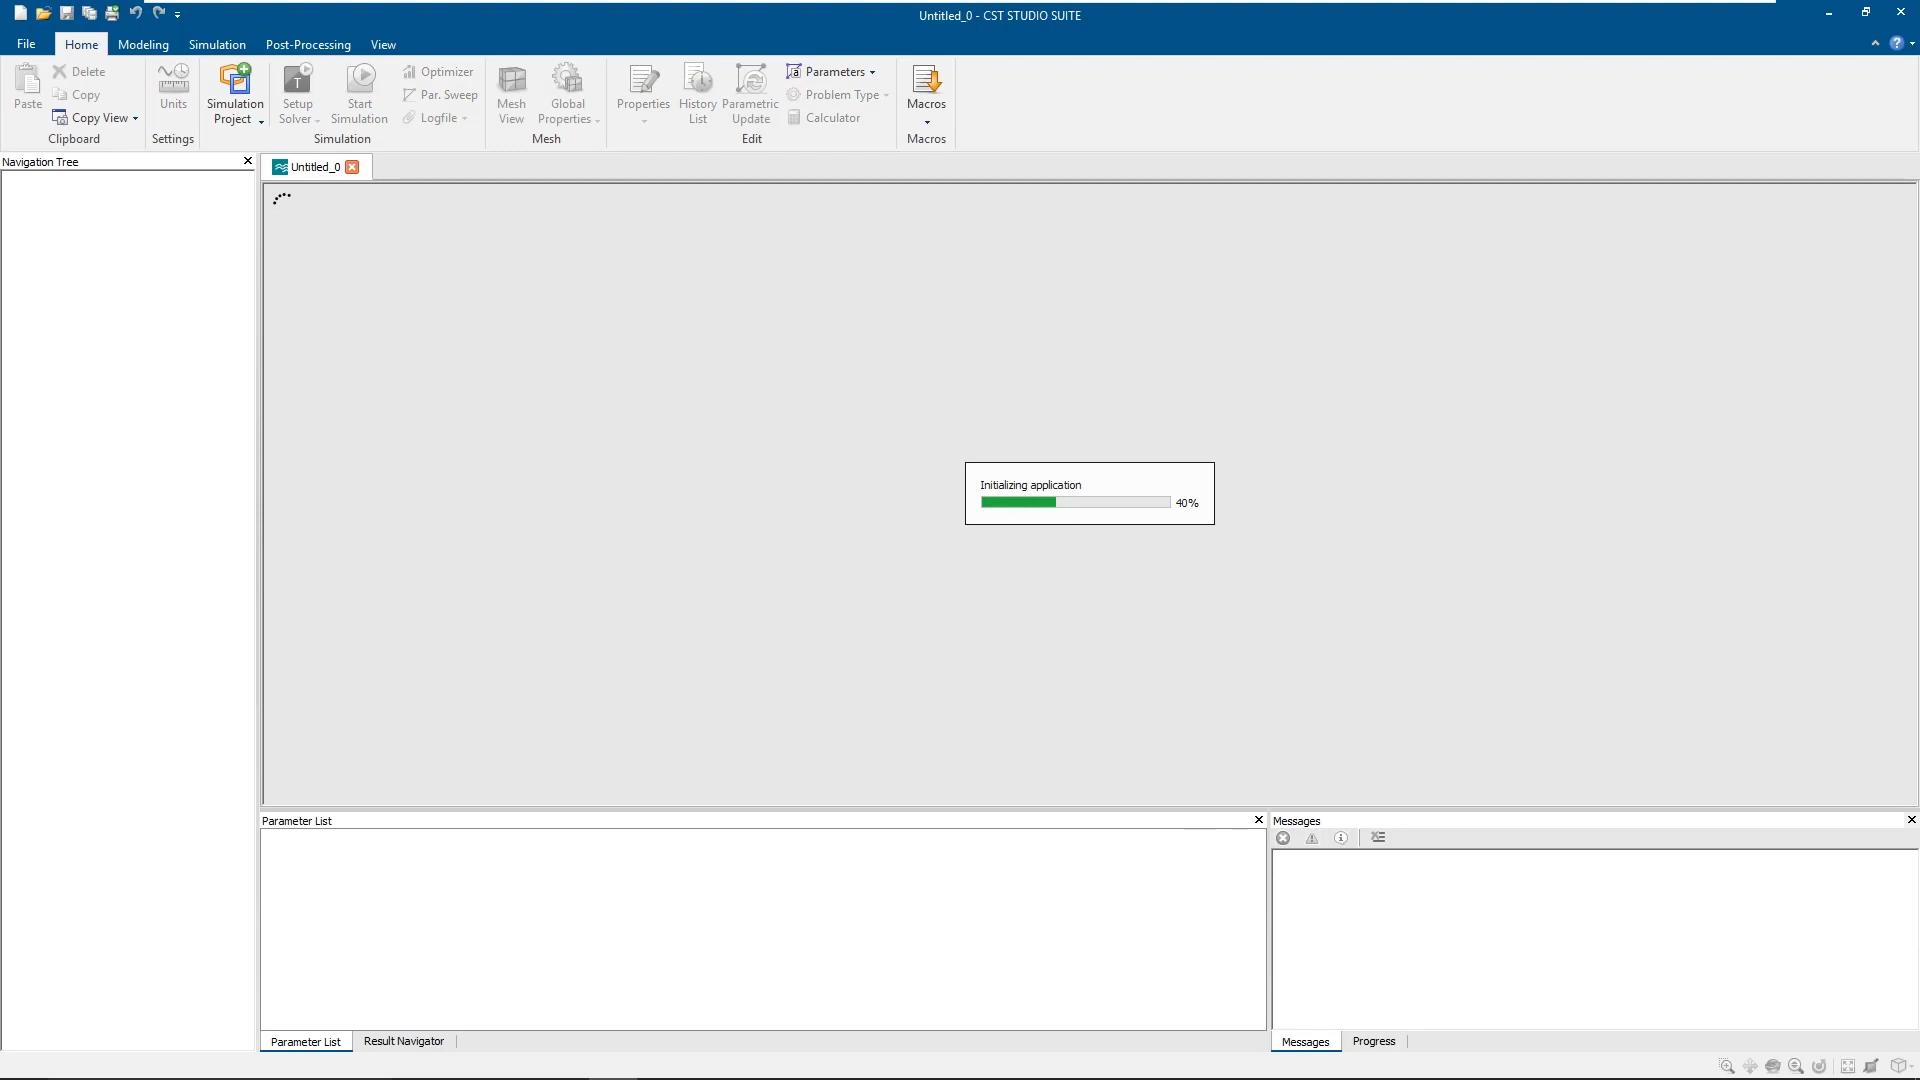 Untitled_0 - CST STUDIO SUITE
File
Home
Modeling
Simulation
Post-Processing
View
Paste
Delete
Copy
Copy View
Clipboard
Units
Settings
Simulation
Project
Setup
Solver
Start
Simulation
Optimizer
Par. Sweep
Logfile
Simulation
Mesh
View
Global
Properties
Mesh
Properties
History
List
Parametric
Update
Parameters
Problem Type
Calculator
Edit
Macros
Macros
Navigation Tree
Untitled_0
Initializing application
40%
Parameter List
Messages
Parameter List
Result Navigator
Messages
Progress